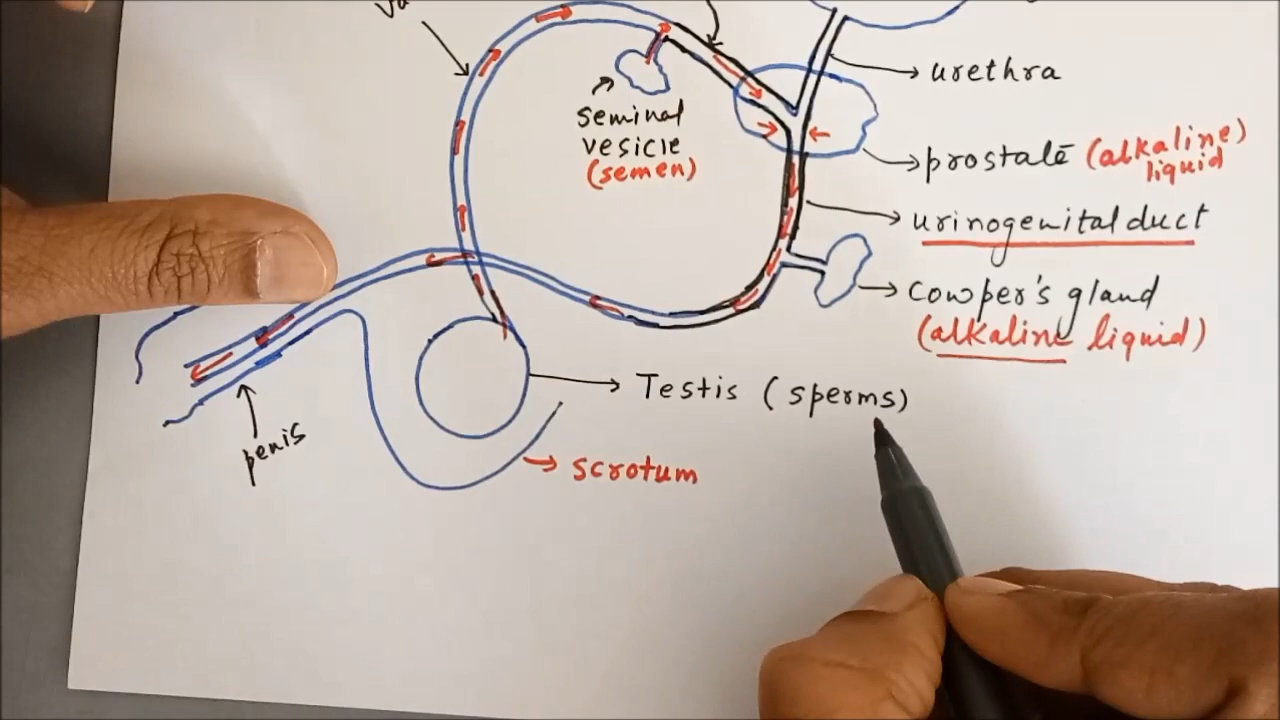 urethra
seminal
vesicle
(semen)
prostate (alkaline)
liquid
urinogenital duct
Cowper's gland
(alkaline liquid)
Testis (sperms)
penis
scrotum